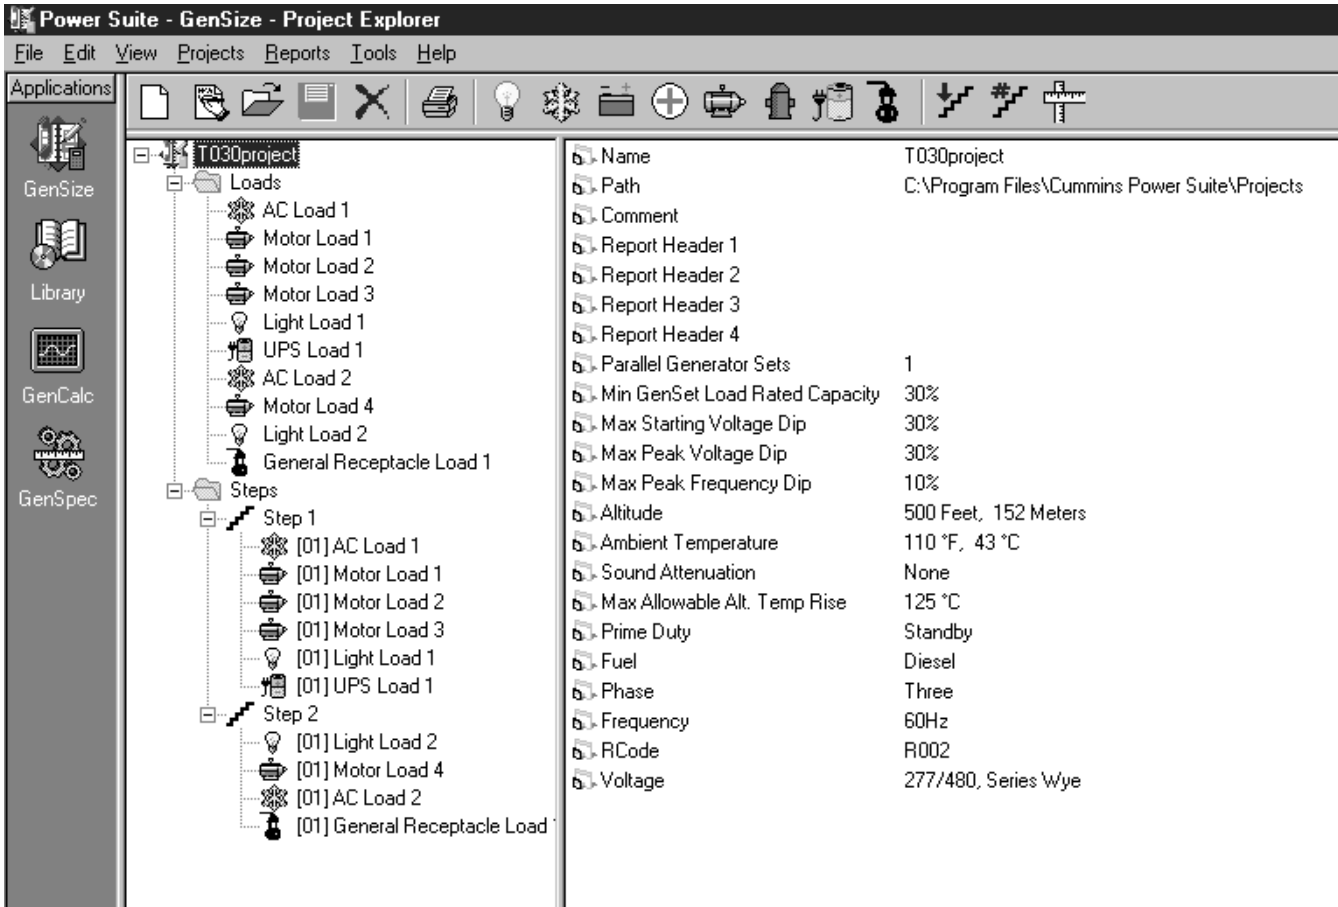 Power Suite - GenSize - Project Explorer
File Edit View Projects Reports Tools Help
Applications
GenSize
Library
GenCalc
GenSpec
T030project
Loads
AC Load 1
Motor Load 1
Motor Load 2
Motor Load 3
Light Load 1
UPS Load 1
AC Load 2
Motor Load 4
Light Load 2
General Receptacle Load 1
Steps
Step 1
[01] AC Load 1
[01] Motor Load 1
[01] Motor Load 2
[01] Motor Load 3
[01] Light Load 1
[01] UPS Load 1
Step 2
[01] Light Load 2
[01] Motor Load 4
[01] AC Load 2
[01] General Receptacle Load
Name T030project
Path C:\Program Files\Cummins Power Suite\Projects
Comment
Report Header 1
Report Header 2
Report Header 3
Report Header 4
Parallel Generator Sets 1
Min GenSet Load Rated Capacity 30%
Max Starting Voltage Dip 30%
Max Peak Voltage Dip 30%
Max Peak Frequency Dip 10%
Altitude 500 Feet, 152 Meters
Ambient Temperature 110 °F, 43 °C
Sound Attenuation None
Max Allowable Alt. Temp Rise 125 °C
Prime Duty Standby
Fuel Diesel
Phase Three
Frequency 60Hz
RCode R002
Voltage 277/480, Series Wye